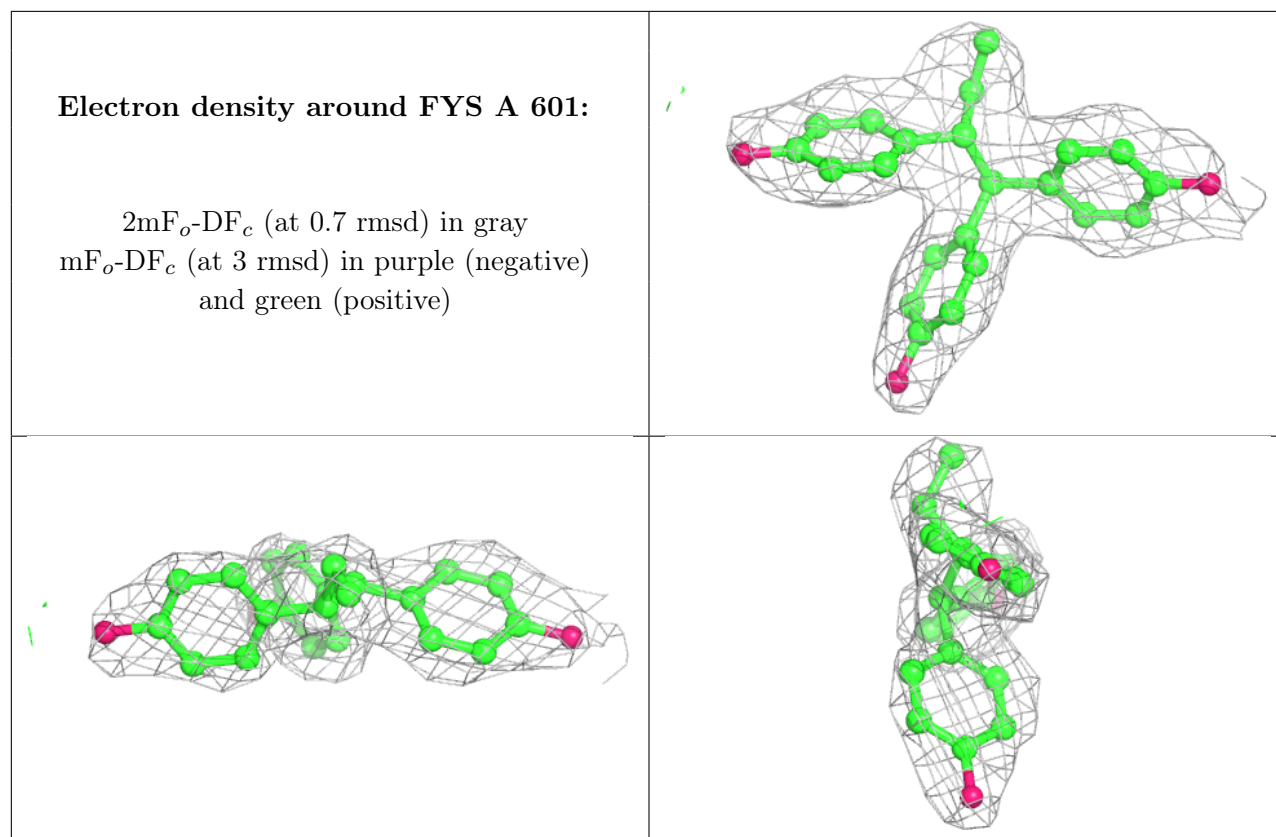 Electron density around FYS A 601:
2mFo-DFc (at 0.7 rmsd) in gray
mFo-DFc (at 3 rmsd) in purple (negative)
and green (positive)